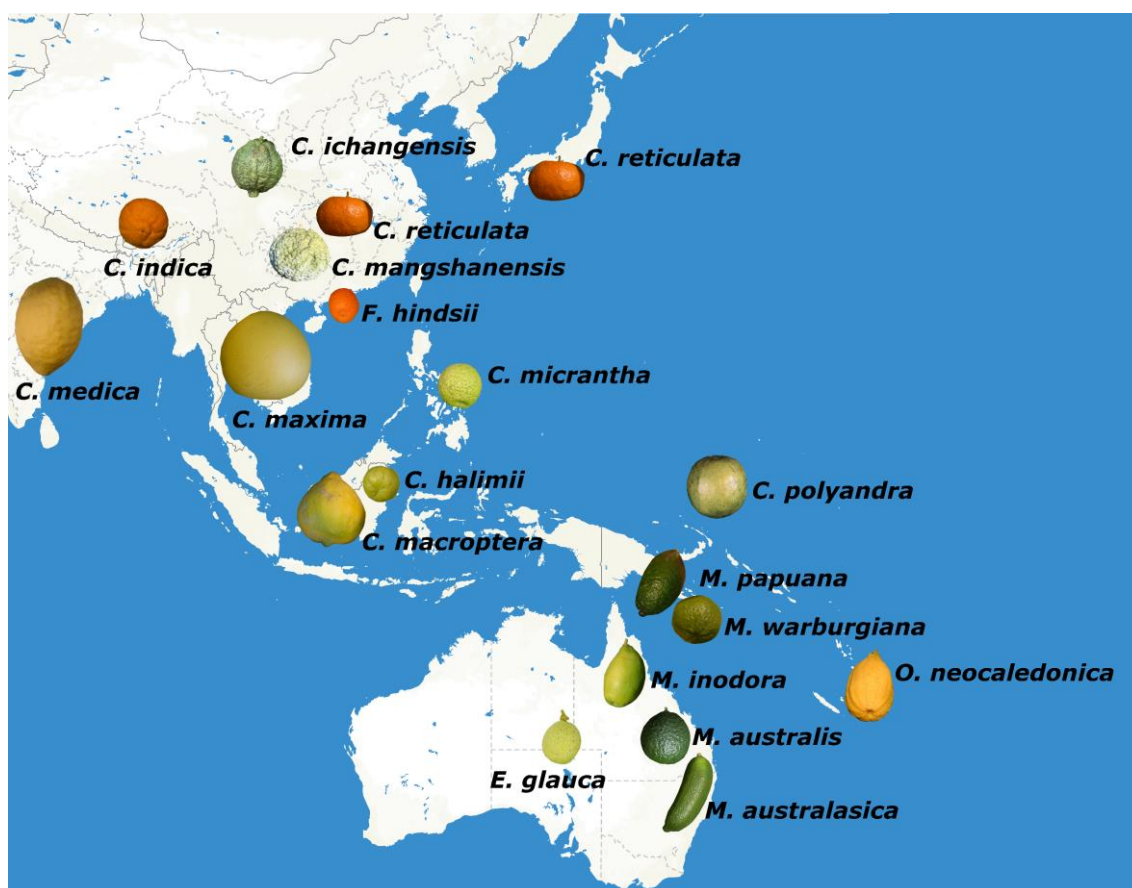 C. ichangensis
C. reticulata
C. reticulata
C. indica
C. mangshanensis
F. hindsii
C. medica
C. micrantha
C. maxima
C. halimii
C. polyandra
C. macroptera
M. papuana
M. warburgiana
O. neocaledonica
M. inodora
M. australis
E. glauca
M. australasica